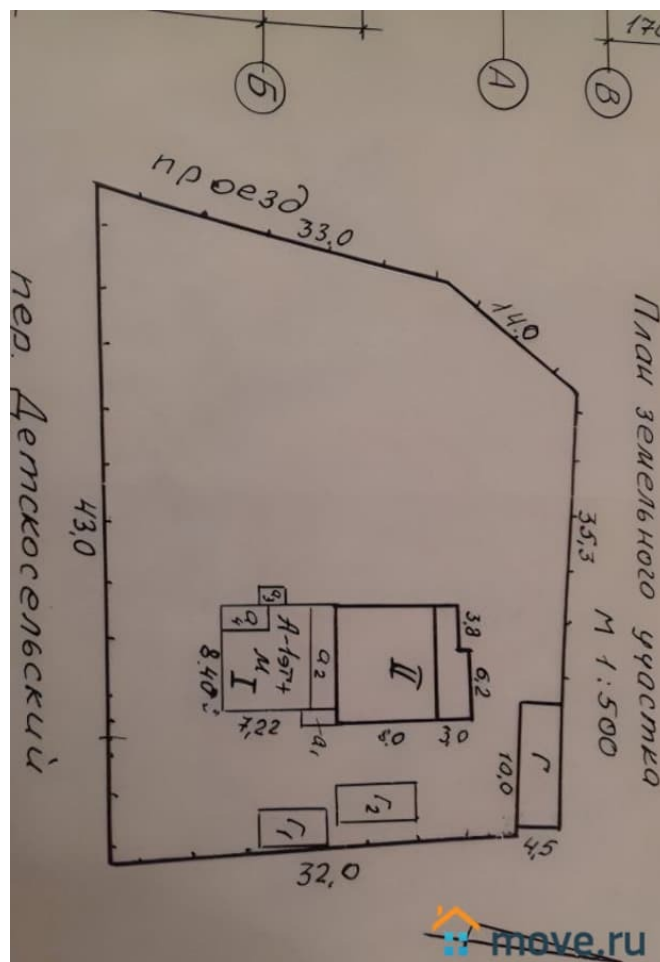 170
Б
А
В
План земельного участка
М 1:500
проезд
33,0
14,0
35,3
пер. Детскосельский
43,0
а3
а4
А-1эт+
М
I
а2
II
3,8
6,2
8.40
7,22
а1
8,0
3,0
10,0
Г
4,5
Г2
Г1
32,0
move.ru